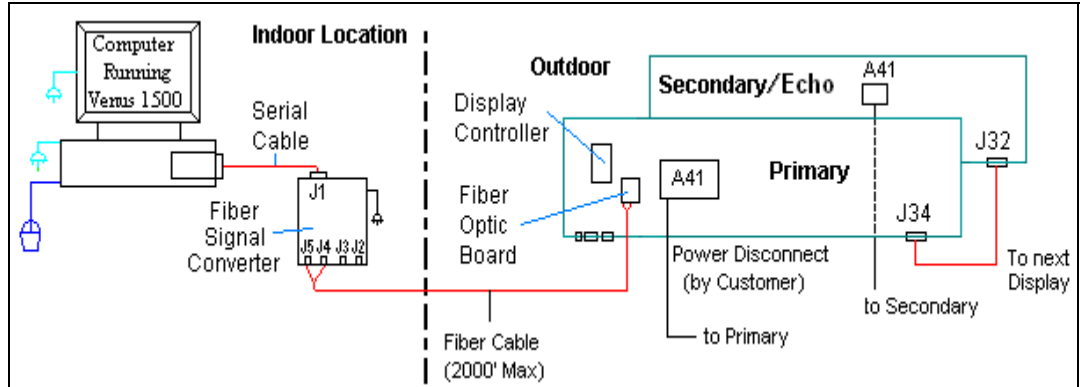 Computer
Running
Venus 1500
Indoor Location
Serial
Cable
J1
Fiber
Signal
Converter
J5 J4 J3 J2
Outdoor
Display
Controller
Fiber
Optic
Board
Secondary/Echo
A41
Primary
A41
J32
J34
Power Disconnect
(by Customer)
To next
Display
to Secondary
to Primary
Fiber Cable
(2000' Max)